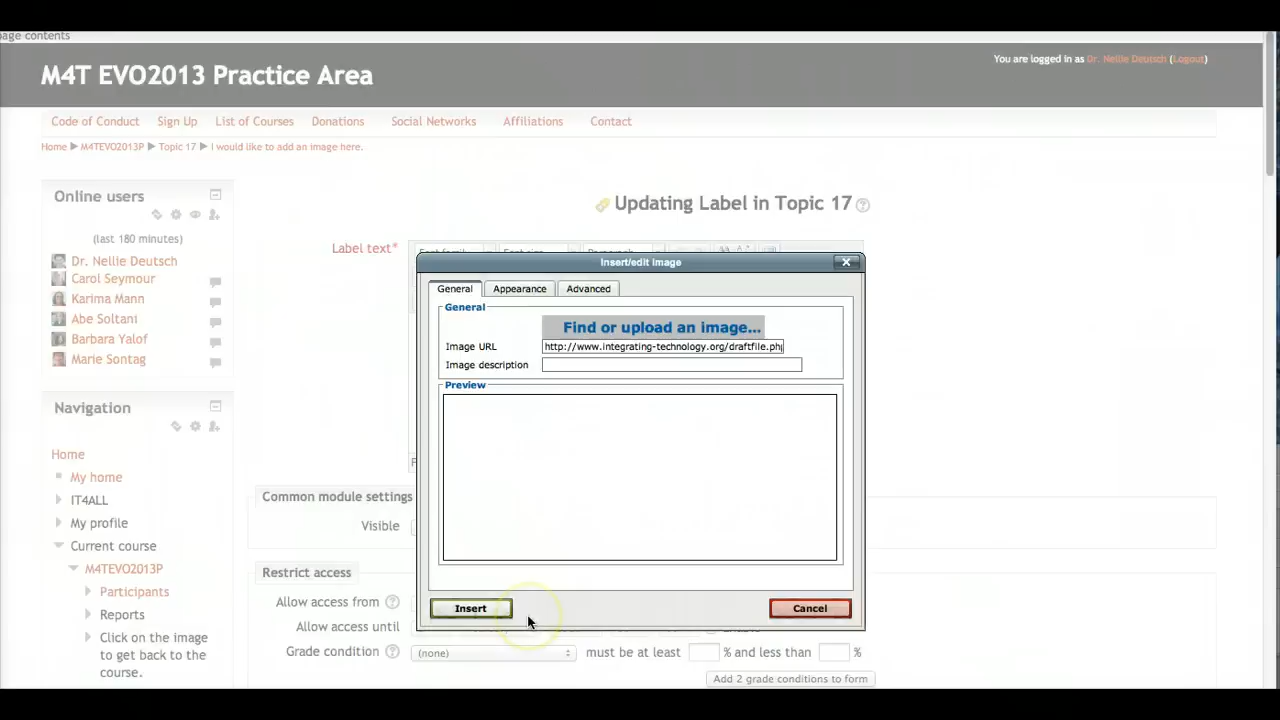 page contents
M4T EVO2013 Practice Area
You are logged in as Dr. Nellie Deutsch (Logout)
Code of Conduct Sign Up List of Courses Donations Social Networks Affiliations Contact
Home ▶ M4TEVO2013P ▶ Topic 17 ▶ I would like to add an image here.
Online users
(last 180 minutes)
Dr. Nellie Deutsch
Carol Seymour
Karima Mann
Abe Soltani
Barbara Yalof
Marie Sontag
Navigation
Home
My home
IT4ALL
My profile
Current course
M4TEVO2013P
Participants
Reports
Click on the image
to get back to the
course.
Updating Label in Topic 17
Label text*
Insert/edit image
General Appearance Advanced
General
Find or upload an image...
Image URL http://www.integrating-technology.org/draftfile.php
Image description
Preview
Insert Cancel
Common module settings
Visible
Restrict access
Allow access from
Allow access until
Grade condition (none) must be at least % and less than %
Add 2 grade conditions to form